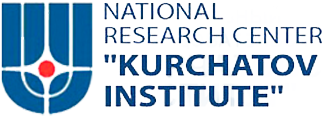 NATIONAL
RESEARCH CENTER
"KURCHATOV
INSTITUTE"